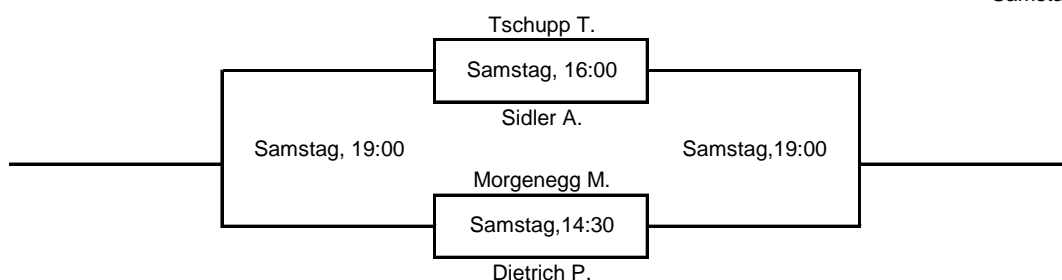 Tschupp T.
Samstag, 16:00
Sidler A.
Samstag, 19:00
Samstag,19:00
Morgenegg M.
Samstag,14:30
Dietrich P.